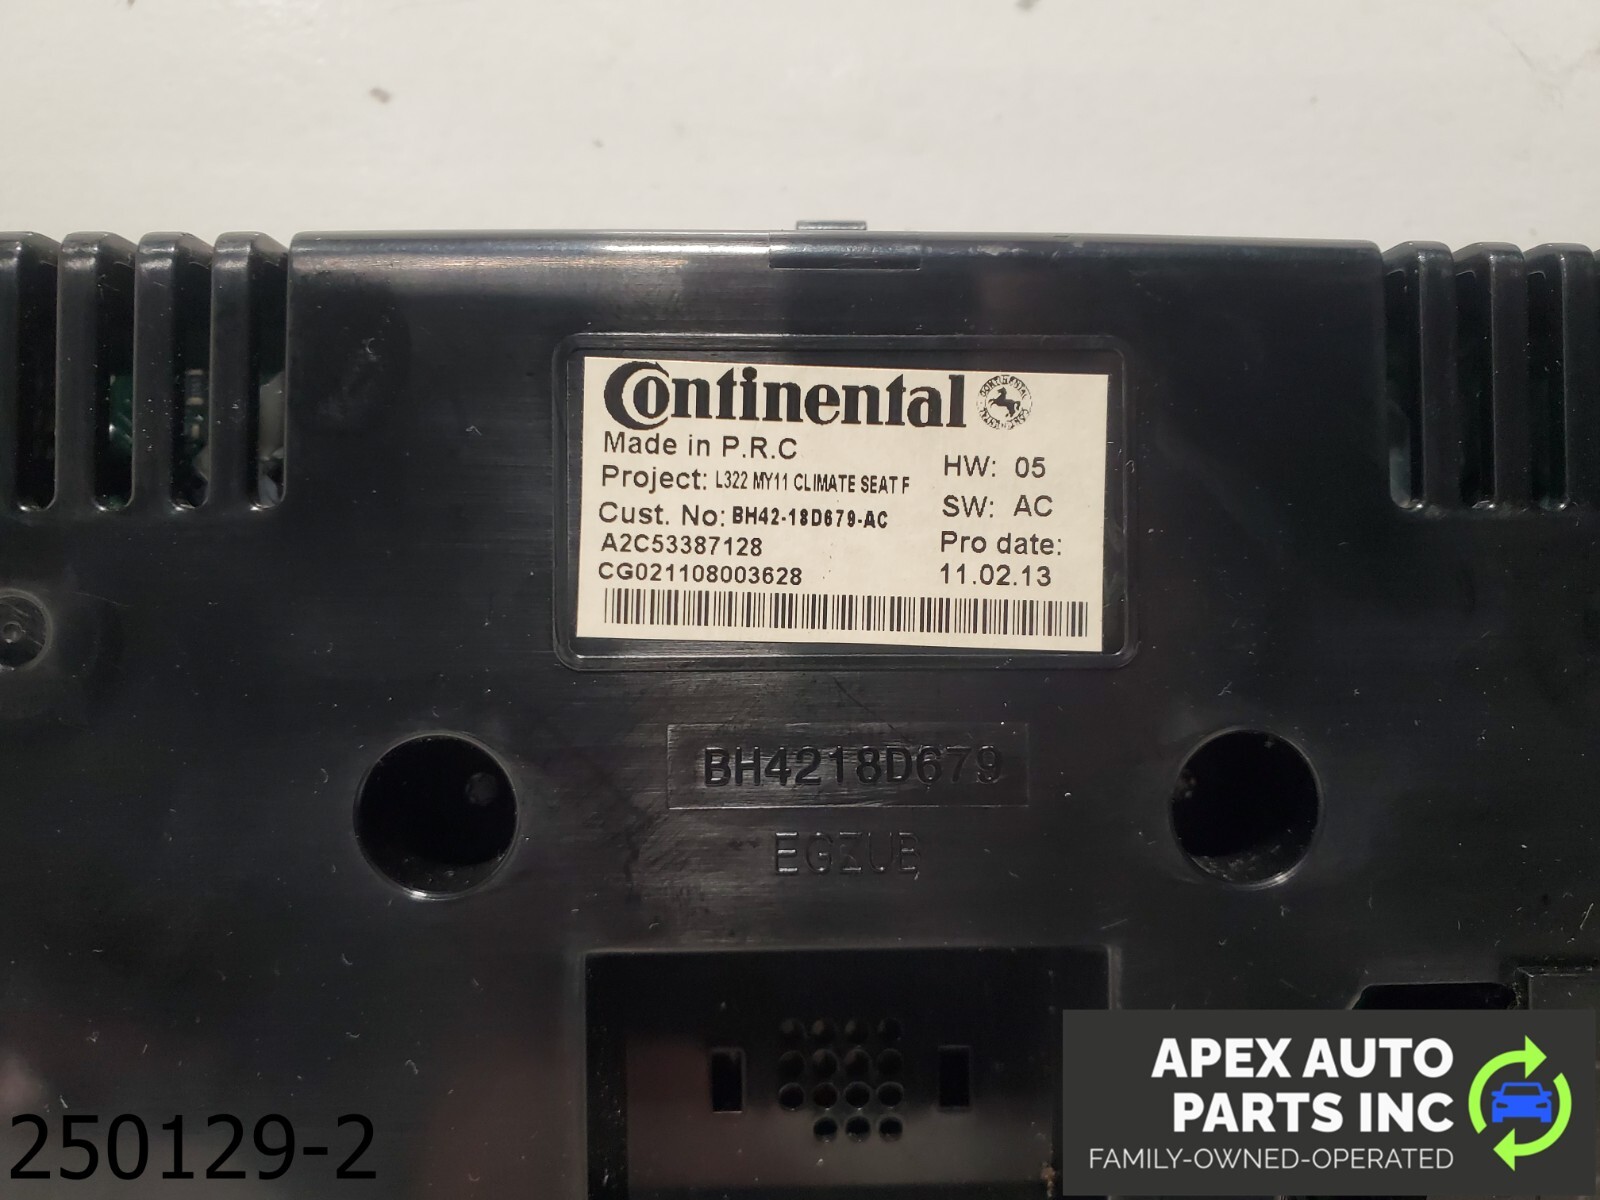 Continental
Made in P.R.C
Project: L322 MY11 CLIMATE SEAT F
Cust. No: BH42-18D679-AC
A2C53387128
CG021108003628
HW: 05
SW: AC
Pro date:
11.02.13
BH4218D679
250129-2
APEX AUTO
PARTS INC
FAMILY-OWNED-OPERATED